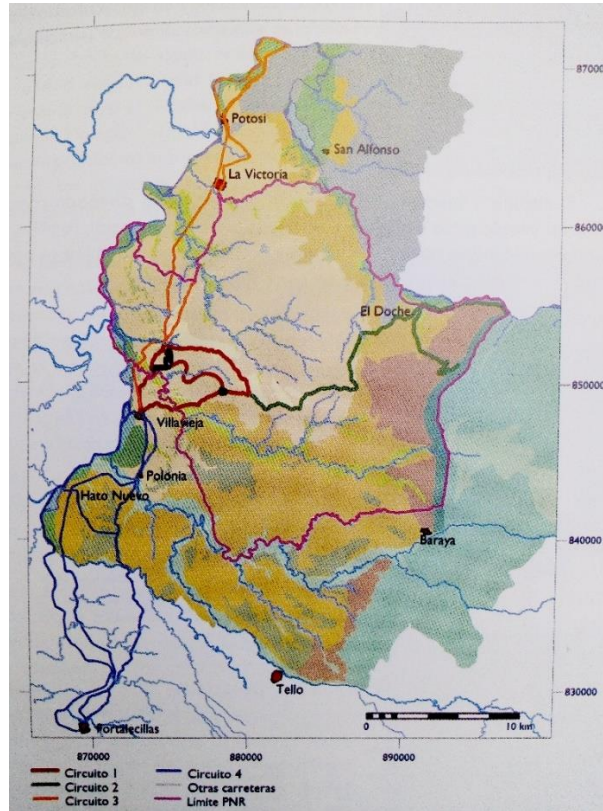 870000
Potosi
San Alfonso
La Victoria
860000
El Doche
850000
Villavieja
Polonia
Hato Nuevo
840000
Baraya
830000
Tello
0
10 km
Fortalecillas
870000
880000
890000
Circuito 1
Circuito 4
Circuito 2
Otras carreteras
Circuito 3
Limite PNR